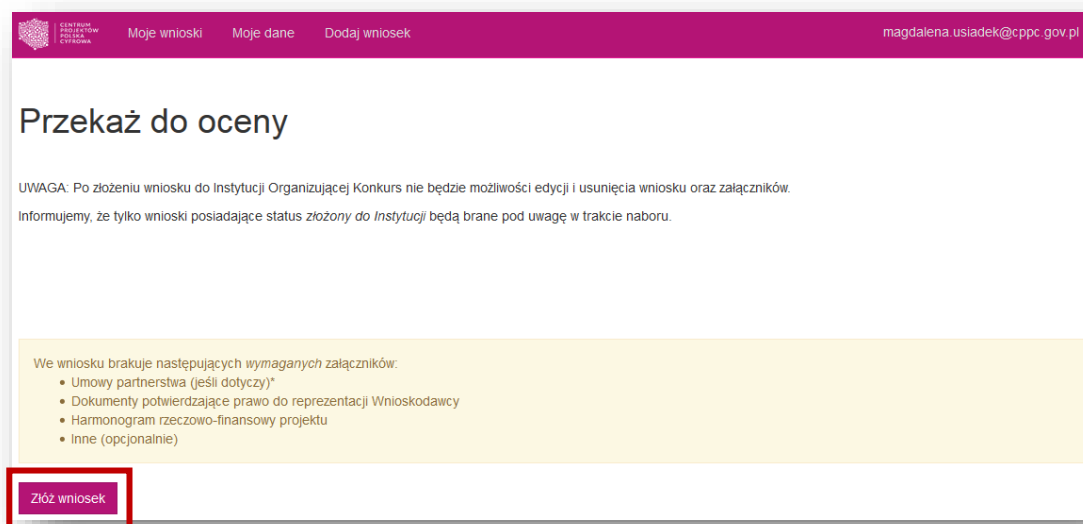 CENTRUM
PROJEKTÓW
POLSKA
CYFROWA
Moje wnioski Moje dane Dodaj wniosek magdalena.usiadek@cppc.gov.pl
Przekaż do oceny
UWAGA: Po złożeniu wniosku do Instytucji Organizującej Konkurs nie będzie możliwości edycji i usunięcia wniosku oraz załączników.
Informujemy, że tylko wnioski posiadające status złożony do Instytucji będą brane pod uwagę w trakcie naboru.
We wniosku brakuje następujących wymaganych załączników:
• Umowy partnerstwa (jeśli dotyczy)*
• Dokumenty potwierdzające prawo do reprezentacji Wnioskodawcy
• Harmonogram rzeczowo-finansowy projektu
• Inne (opcjonalnie)
Złóż wniosek